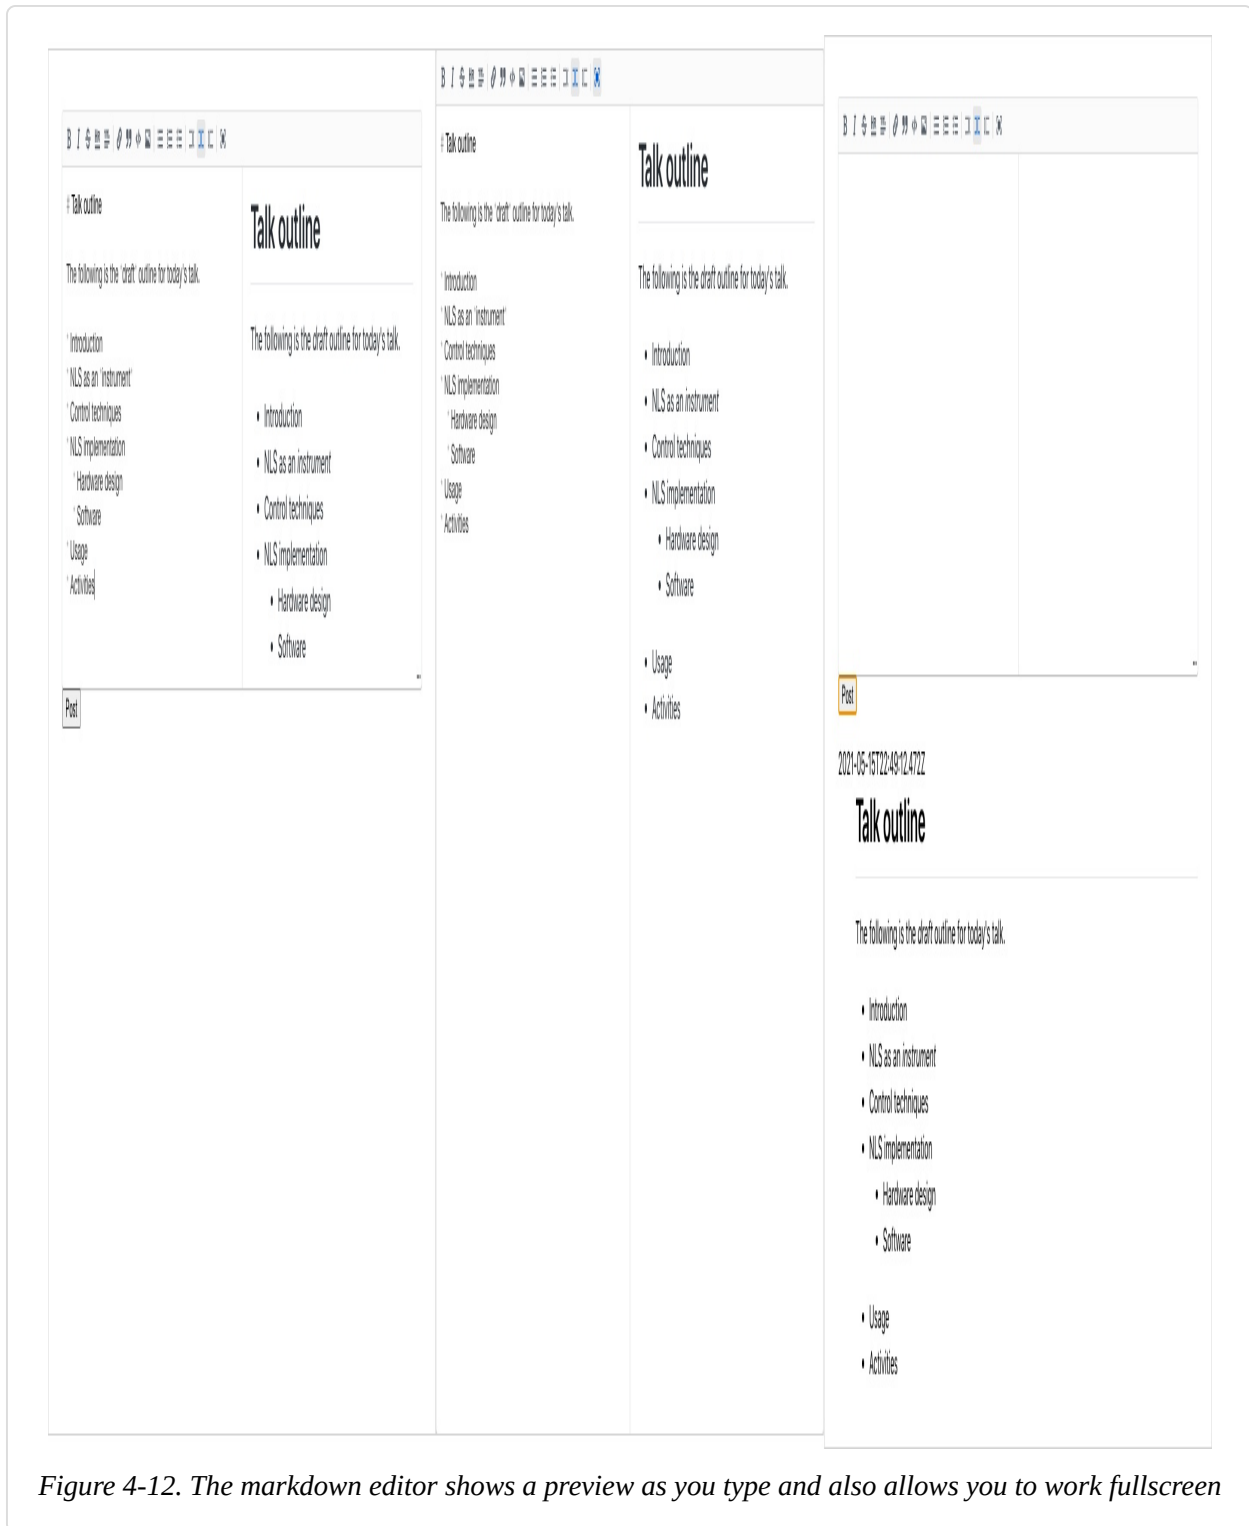 # Talk outline
The following is the *draft* outline for today's talk.
* Introduction
* NLS as an *instrument*
* Control techniques
* NLS implementation
* Hardware design
* Software
* Usage
* Activities
Talk outline
The following is the draft outline for today's talk.
• Introduction
• NLS as an instrument
• Control techniques
• NLS implementation
• Hardware design
• Software
Post
# Talk outline
The following is the *draft* outline for today's talk.
* Introduction
* NLS as an *instrument*
* Control techniques
* NLS implementation
* Hardware design
* Software
* Usage
* Activities
Talk outline
The following is the draft outline for today's talk.
• Introduction
• NLS as an instrument
• Control techniques
• NLS implementation
• Hardware design
• Software
• Usage
• Activities
Post
2021-05-15T22:49:12.472Z
Talk outline
The following is the draft outline for today's talk.
• Introduction
• NLS as an instrument
• Control techniques
• NLS implementation
• Hardware design
• Software
• Usage
• Activities
Figure 4-12. The markdown editor shows a preview as you type and also allows you to work fullscreen